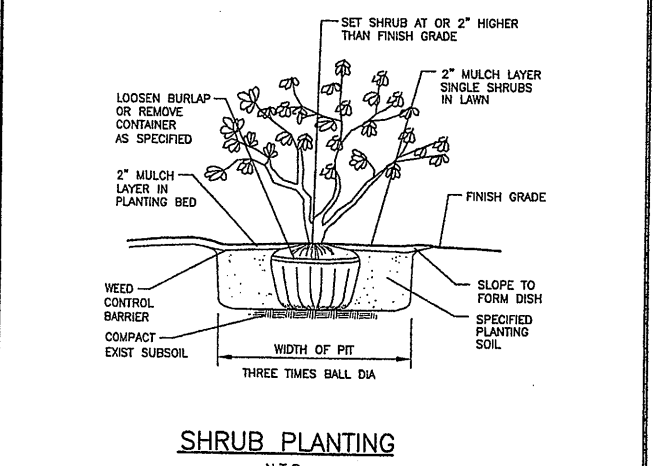 SET SHRUB AT OR 2" HIGHER
THAN FINISH GRADE
2" MULCH LAYER
SINGLE SHRUBS
IN LAWN
LOOSEN BURLAP
OR REMOVE
CONTAINER
AS SPECIFIED
2" MULCH
LAYER IN
PLANTING BED
FINISH GRADE
WEED
CONTROL
BARRIER
SLOPE TO
FORM DISH
SPECIFIED
PLANTING
SOIL
COMPACT
EXIST SUBSOIL
WIDTH OF PIT
THREE TIMES BALL DIA
SHRUB PLANTING